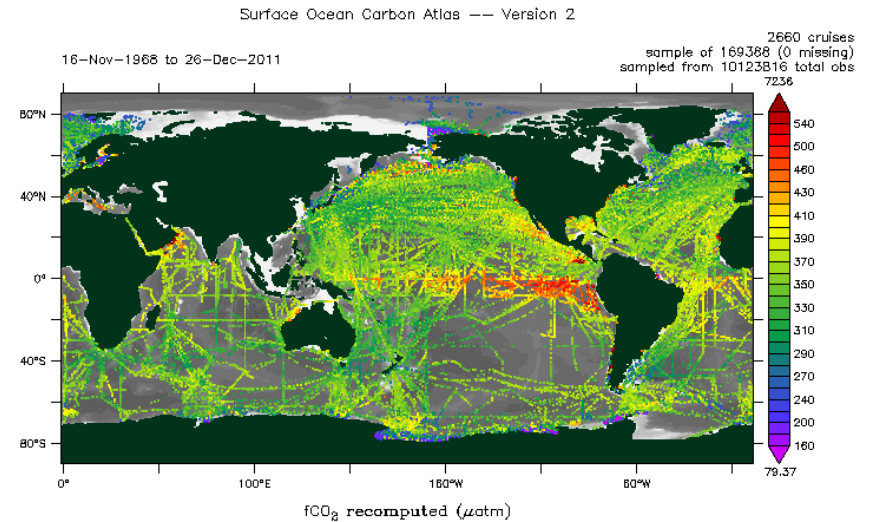 Surface Ocean Carbon Atlas -- Version 2
2660 cruises
16-Nov-1968 to 26-Dec-2011
sample of 169388 (0 missing)
sampled from 10123816 total obs
7236
80°N
40°N
0°
40°S
80°S
540
500
460
430
410
390
370
350
330
310
290
270
240
200
160
79.37
0°
100°E
160°W
60°W
fCO₂ recomputed (μatm)